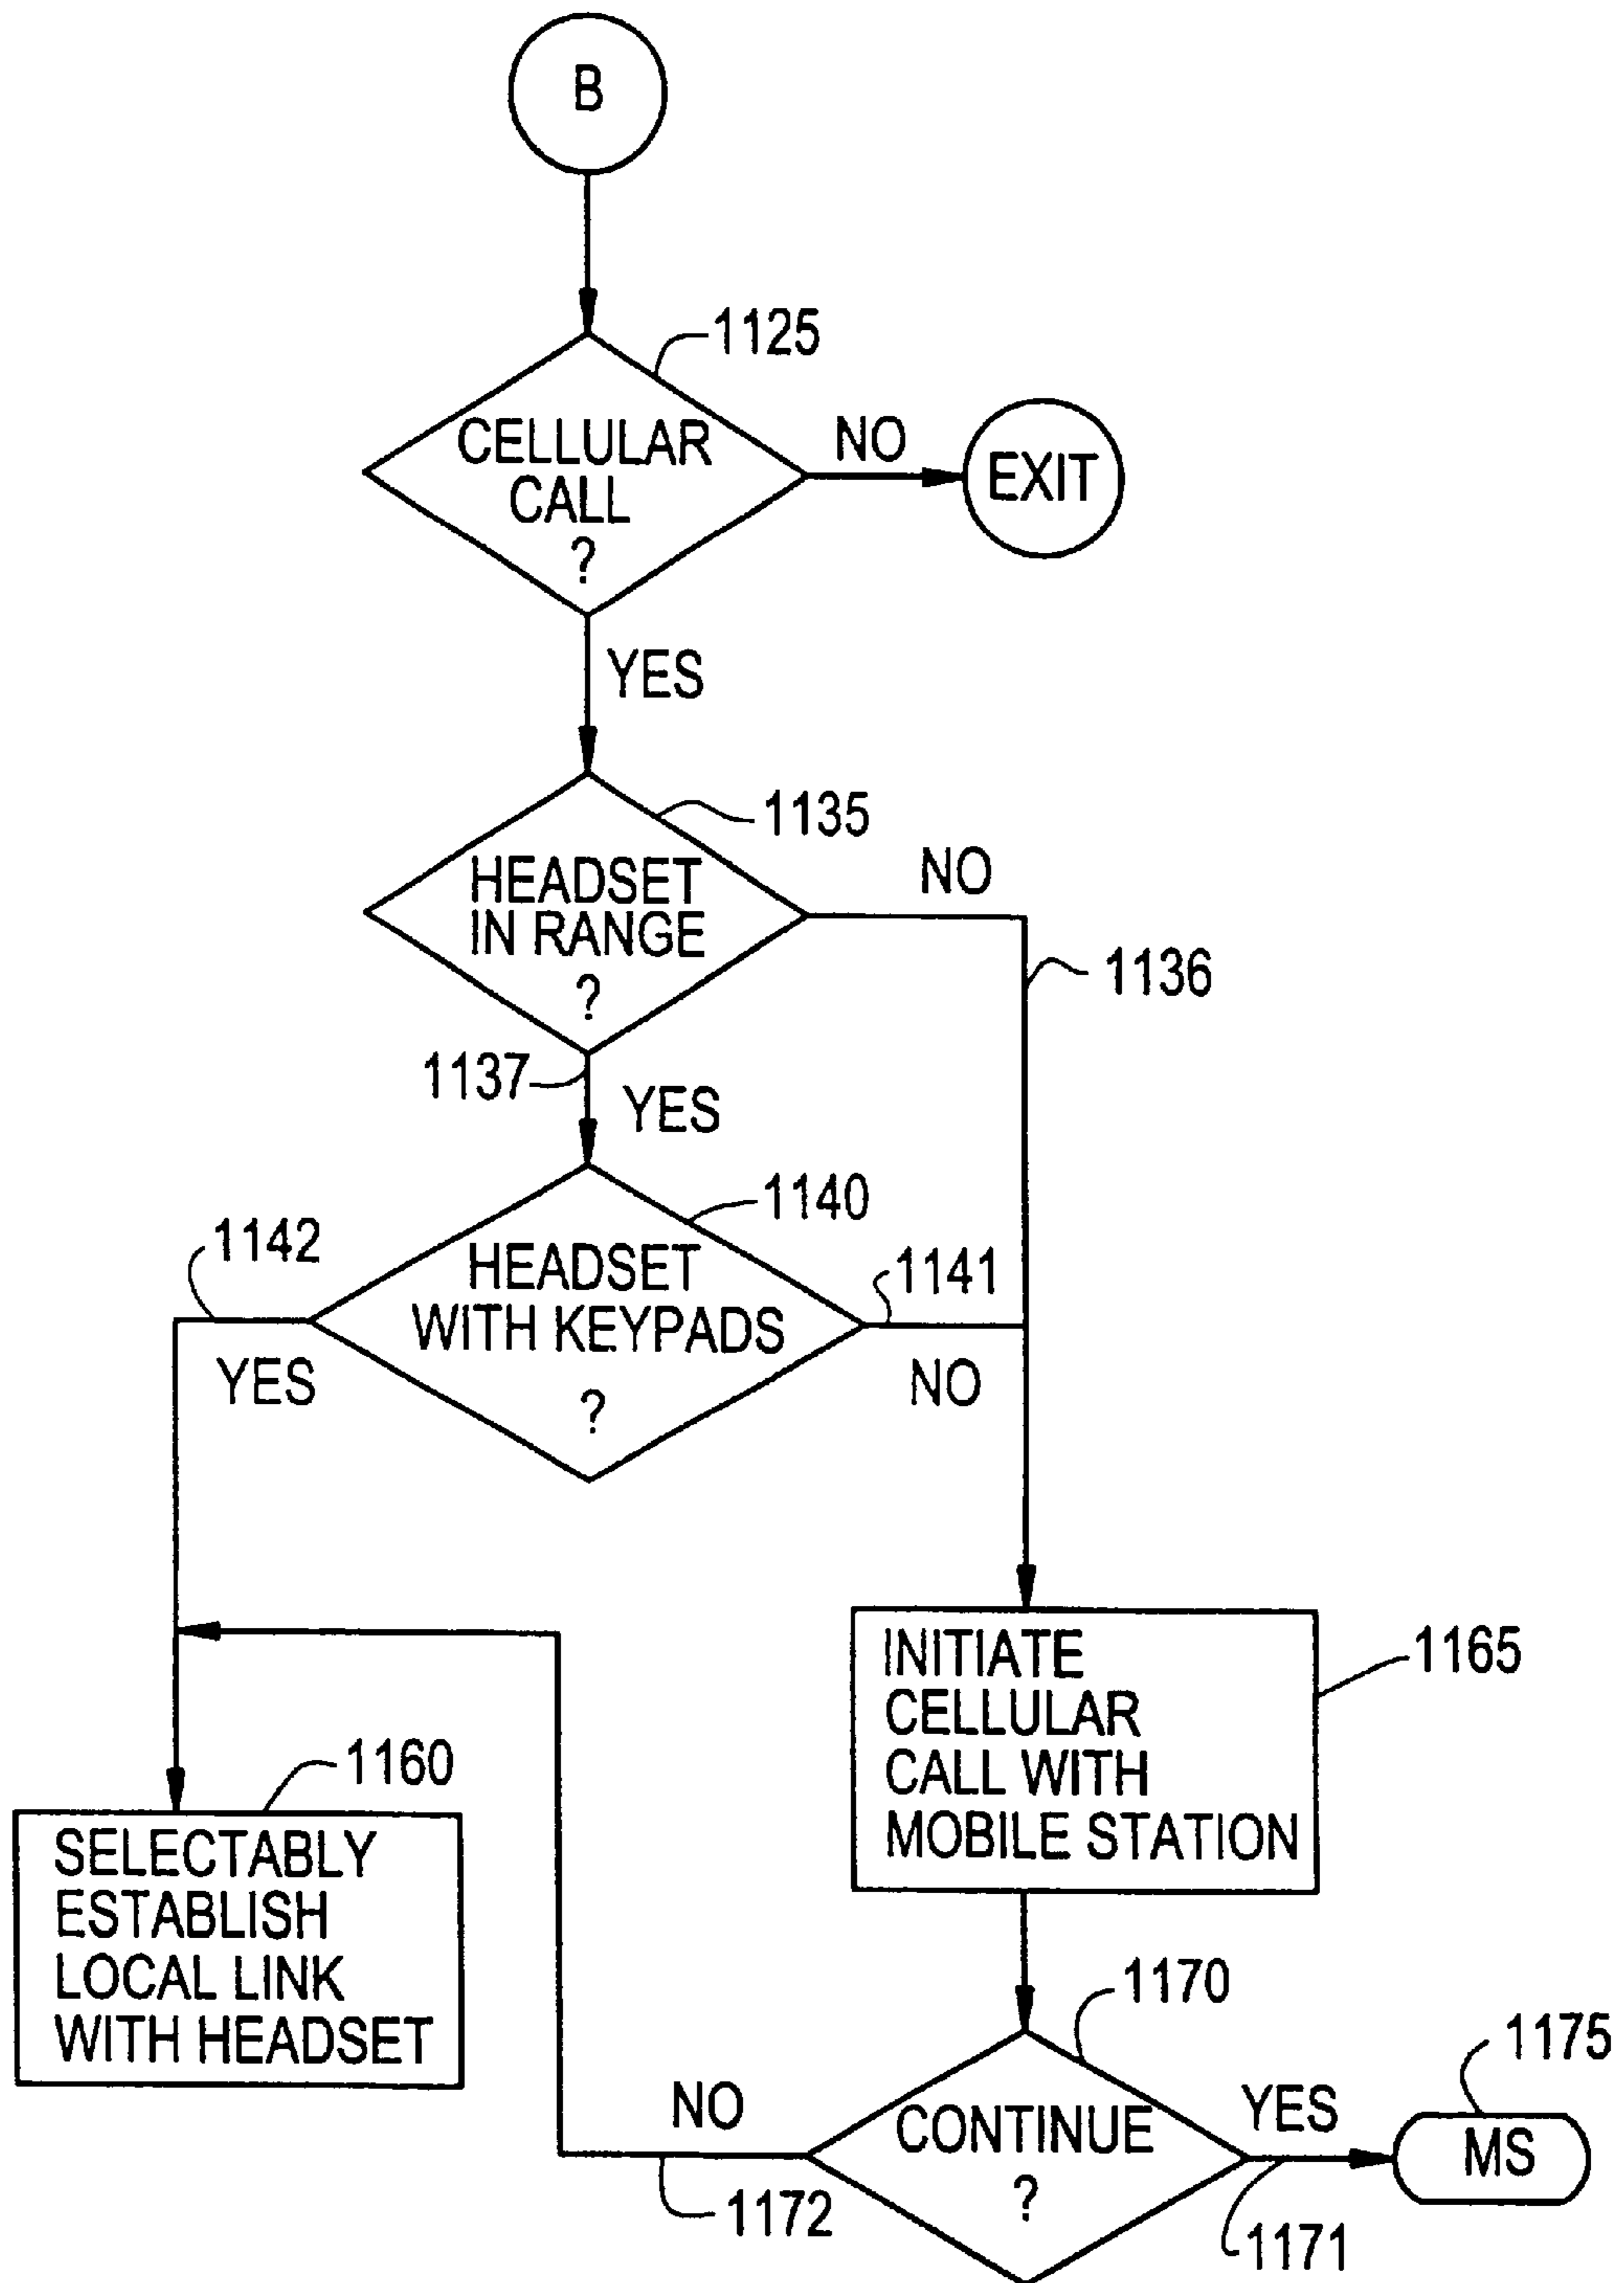 B
1125
CELLULAR
CALL
?
NO
EXIT
YES
1135
HEADSET
IN RANGE
?
NO
1136
1137
YES
1140
1142
HEADSET
WITH KEYPADS
?
1141
YES
NO
INITIATE
CELLULAR
CALL WITH
MOBILE STATION
1165
1160
SELECTABLY
ESTABLISH
LOCAL LINK
WITH HEADSET
1170
CONTINUE
?
NO
1172
YES
1171
1175
MS